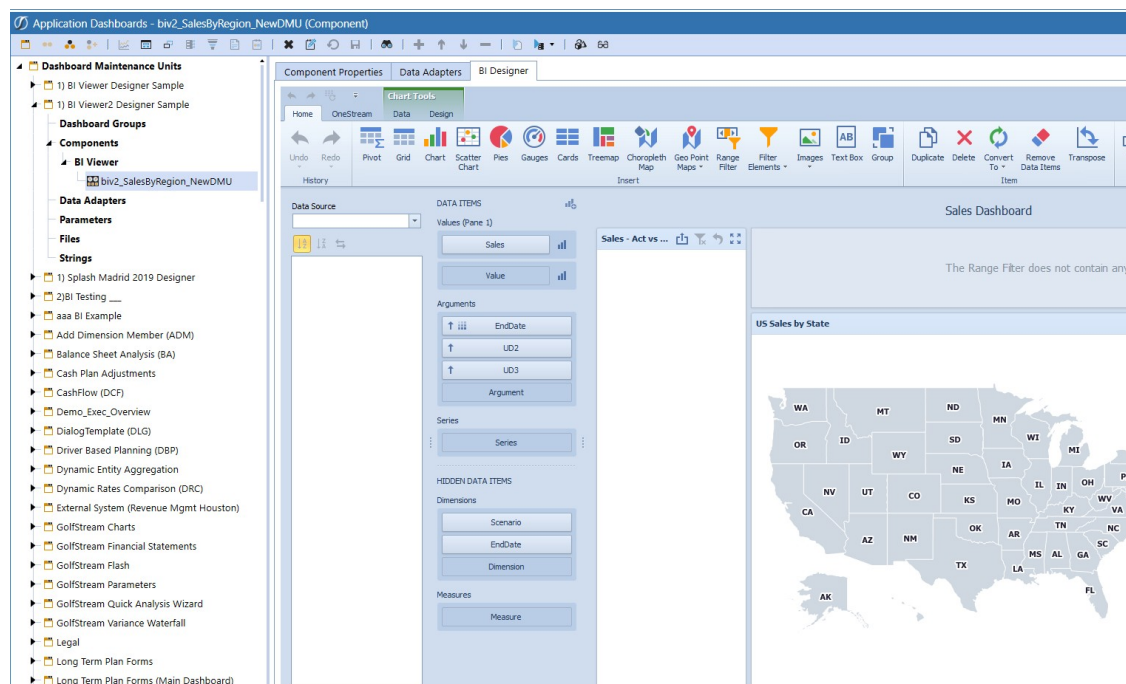 Application Dashboards - biv2_SalesByRegion_NewDMU (Component)
Dashboard Maintenance Units
1) BI Viewer Designer Sample
1) BI Viewer2 Designer Sample
Dashboard Groups
Components
BI Viewer
biv2_SalesByRegion_NewDMU
Data Adapters
Parameters
Files
Strings
1) Splash Madrid 2019 Designer
2)BI Testing __
aaa BI Example
Add Dimension Member (ADM)
Balance Sheet Analysis (BA)
Cash Plan Adjustments
CashFlow (DCF)
Demo_Exec_Overview
DialogTemplate (DLG)
Driver Based Planning (DBP)
Dynamic Entity Aggregation
Dynamic Rates Comparison (DRC)
External System (Revenue Mgmt Houston)
GolfStream Charts
GolfStream Financial Statements
GolfStream Flash
GolfStream Parameters
GolfStream Quick Analysis Wizard
GolfStream Variance Waterfall
Legal
Long Term Plan Forms
Long Term Plan Forms (Main Dashboard)
Component Properties Data Adapters BI Designer
Chart Tools
Home OneStream Data Design
Undo Redo Pivot Grid Chart Scatter Chart Pies Gauges Cards Treemap Choropleth Map Geo Point Maps Range Filter Filter Elements Images Text Box Group Duplicate Delete Convert To Remove Data Items Transpose
History Insert Item
Data Source
DATA ITEMS
Values (Pane 1)
Sales
Value
Arguments
EndDate
UD2
UD3
Argument
Series
Series
HIDDEN DATA ITEMS
Dimensions
Scenario
EndDate
Dimension
Measures
Measure
Sales Dashboard
Sales - Act vs ...
The Range Filter does not contain any
US Sales by State
WA MT ND MN
OR ID SD WI MI
WY
NE IA
NV UT CO IL IN OH
CA KS MO KY WV VA
AZ NM OK AR TN NC
SC
TX MS AL GA
LA
FL
AK